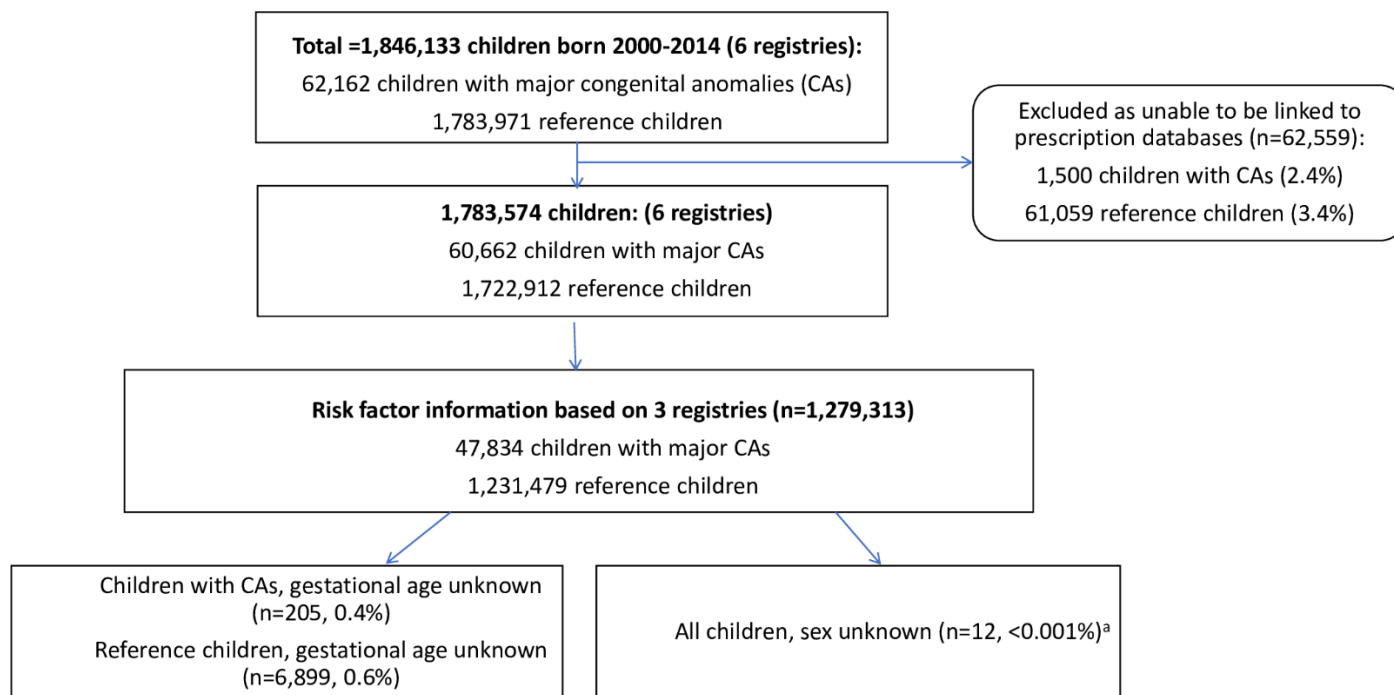 Total =1,846,133 children born 2000-2014 (6 registries):
62,162 children with major congenital anomalies (CAs)
1,783,971 reference children
Excluded as unable to be linked to
prescription databases (n=62,559):
1,500 children with CAs (2.4%)
61,059 reference children (3.4%)
1,783,574 children: (6 registries)
60,662 children with major CAs
1,722,912 reference children
Risk factor information based on 3 registries (n=1,279,313)
47,834 children with major CAs
1,231,479 reference children
Children with CAs, gestational age unknown
(n=205, 0.4%)
Reference children, gestational age unknown
(n=6,899, 0.6%)
All children, sex unknown (n=12, <0.001%)ᵃ